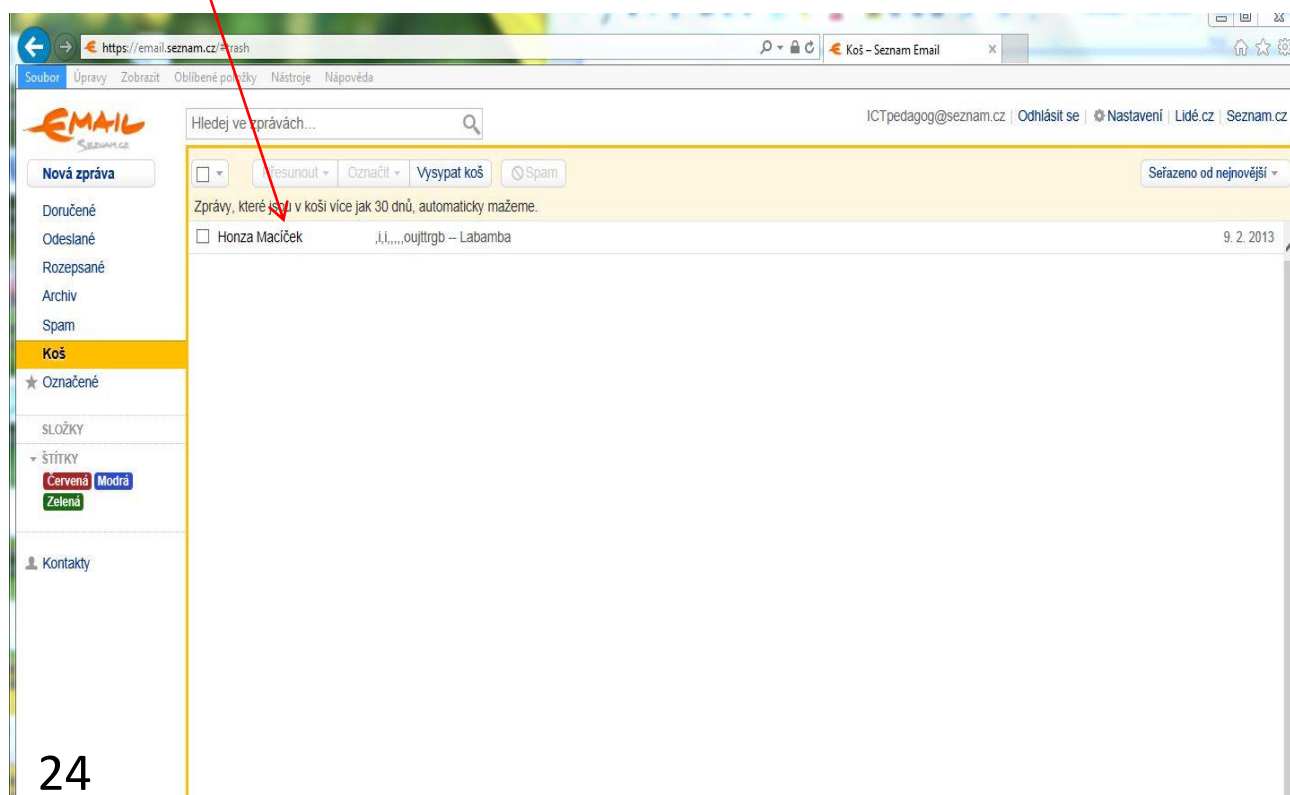 https://email.seznam.cz/#trash
Koš – Seznam Email
Soubor Úpravy Zobrazit Oblíbené položky Nástroje Nápověda
EMAIL
SEZNAM.CZ
Hledej ve zprávách...
ICTpedagog@seznam.cz | Odhlásit se | Nastavení | Lidé.cz | Seznam.cz
Nová zpráva
Přesunout Označit Vysypat koš Spam
Seřazeno od nejnovější
Zprávy, které jsou v koši více jak 30 dnů, automaticky mažeme.
Honza Macíček ,i,i,,,,,oujttrgb -- Labamba 9. 2. 2013
Doručené
Odeslané
Rozepsané
Archiv
Spam
Koš
Označené
SLOŽKY
ŠTÍTKY
Červená Modrá
Zelená
Kontakty
24